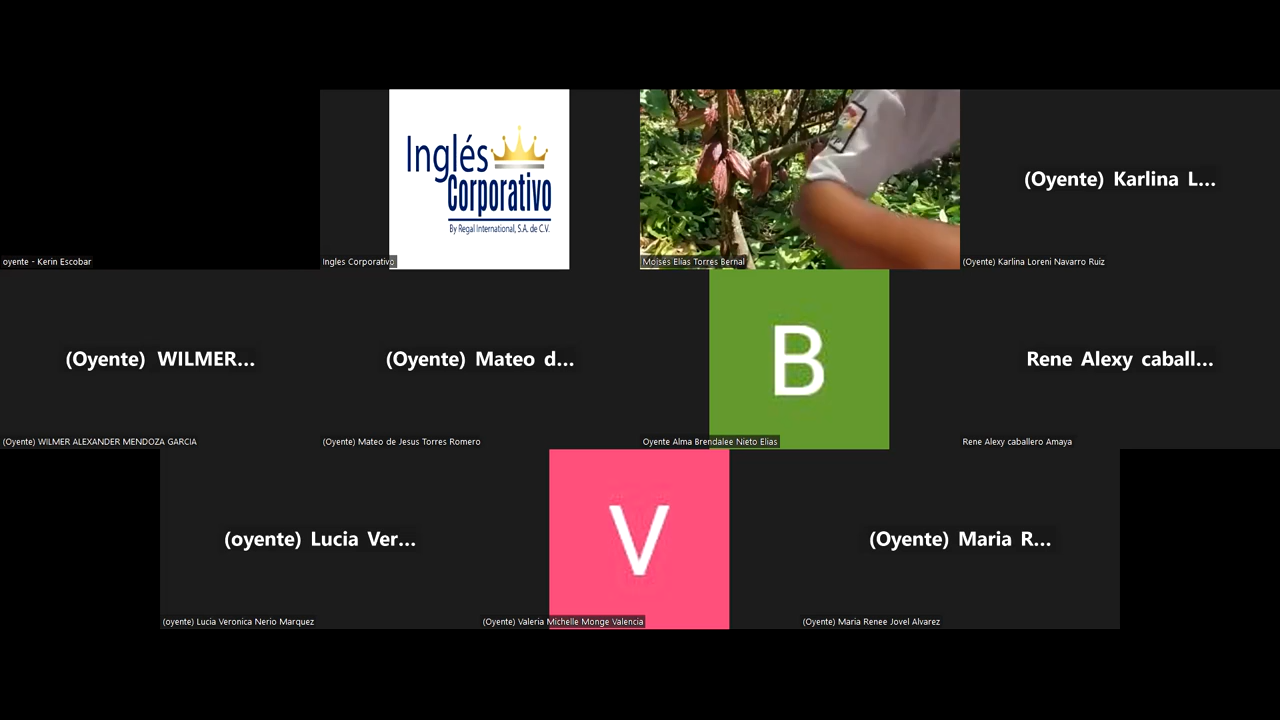 oyente - Kerin Escobar
Inglés
Corporativo
By Regal International, S.A. de C.V.
Ingles Corporativo
Moisés Elías Torres Bernal
(Oyente) Karlina L...
(Oyente) Karlina Loreni Navarro Ruiz
(Oyente) WILMER...
(Oyente) WILMER ALEXANDER MENDOZA GARCIA
(Oyente) Mateo d...
(Oyente) Mateo de Jesus Torres Romero
B
Oyente Alma Brendalee Nieto Elias
Rene Alexy caball...
Rene Alexy caballero Amaya
(oyente) Lucia Ver...
(oyente) Lucia Veronica Nerio Marquez
V
(Oyente) Valeria Michelle Monge Valencia
(Oyente) Maria R...
(Oyente) Maria Renee Jovel Alvarez